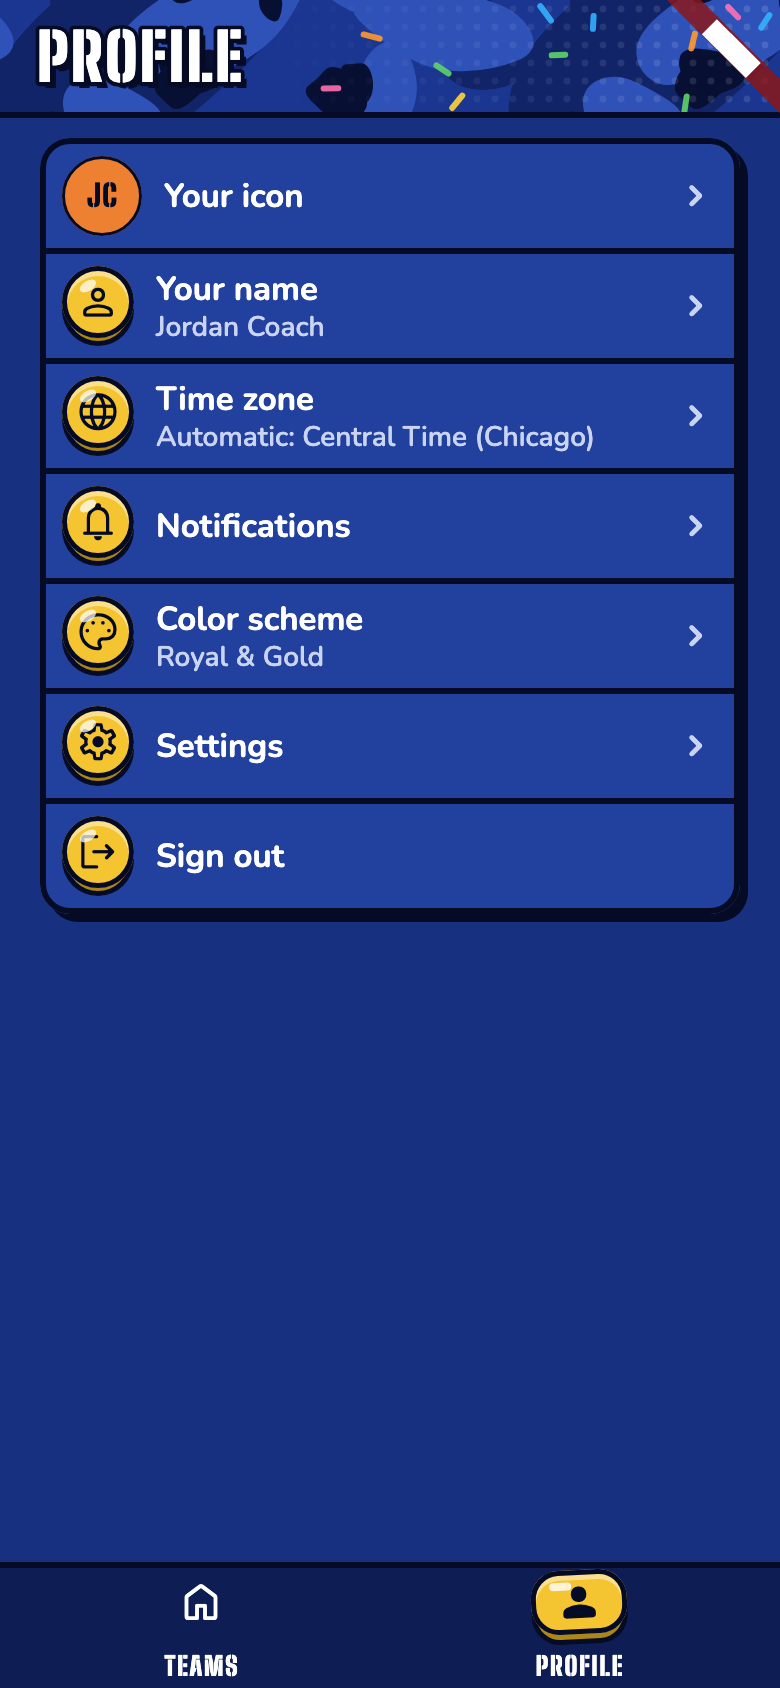 PROFILE
JC
Your icon
Your name
Jordan Coach
Time zone
Automatic: Central Time (Chicago)
Notifications
Color scheme
Royal & Gold
Settings
Sign out
TEAMS
PROFILE